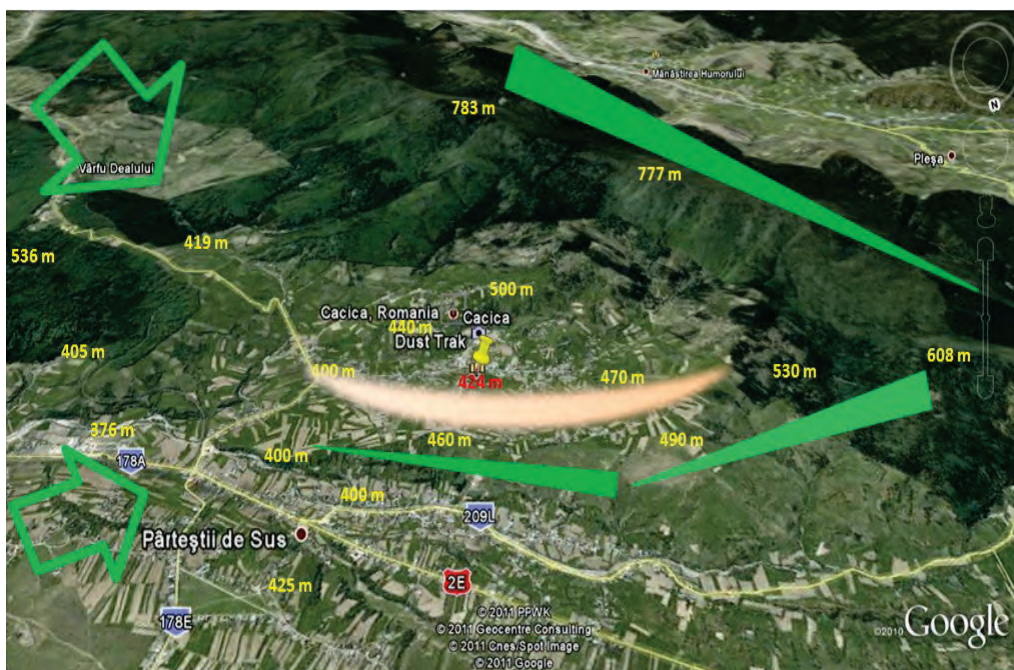 Mănăstirea Humorului
N
783 m
Pleşa
777 m
Vârfu Dealului
419 m
536 m
500 m
Cacica, Romania
Cacica
440 m
Dust Trak
405 m
608 m
400 m
424 m
470 m
530 m
376 m
460 m
490 m
400 m
178A
400 m
209L
Pârteştii de Sus
425 m
2E
178E
© 2011 PPWK
© 2011 Geocentre Consulting
© 2011 Cnes/Spot Image
© 2011 Google
©2010 Google